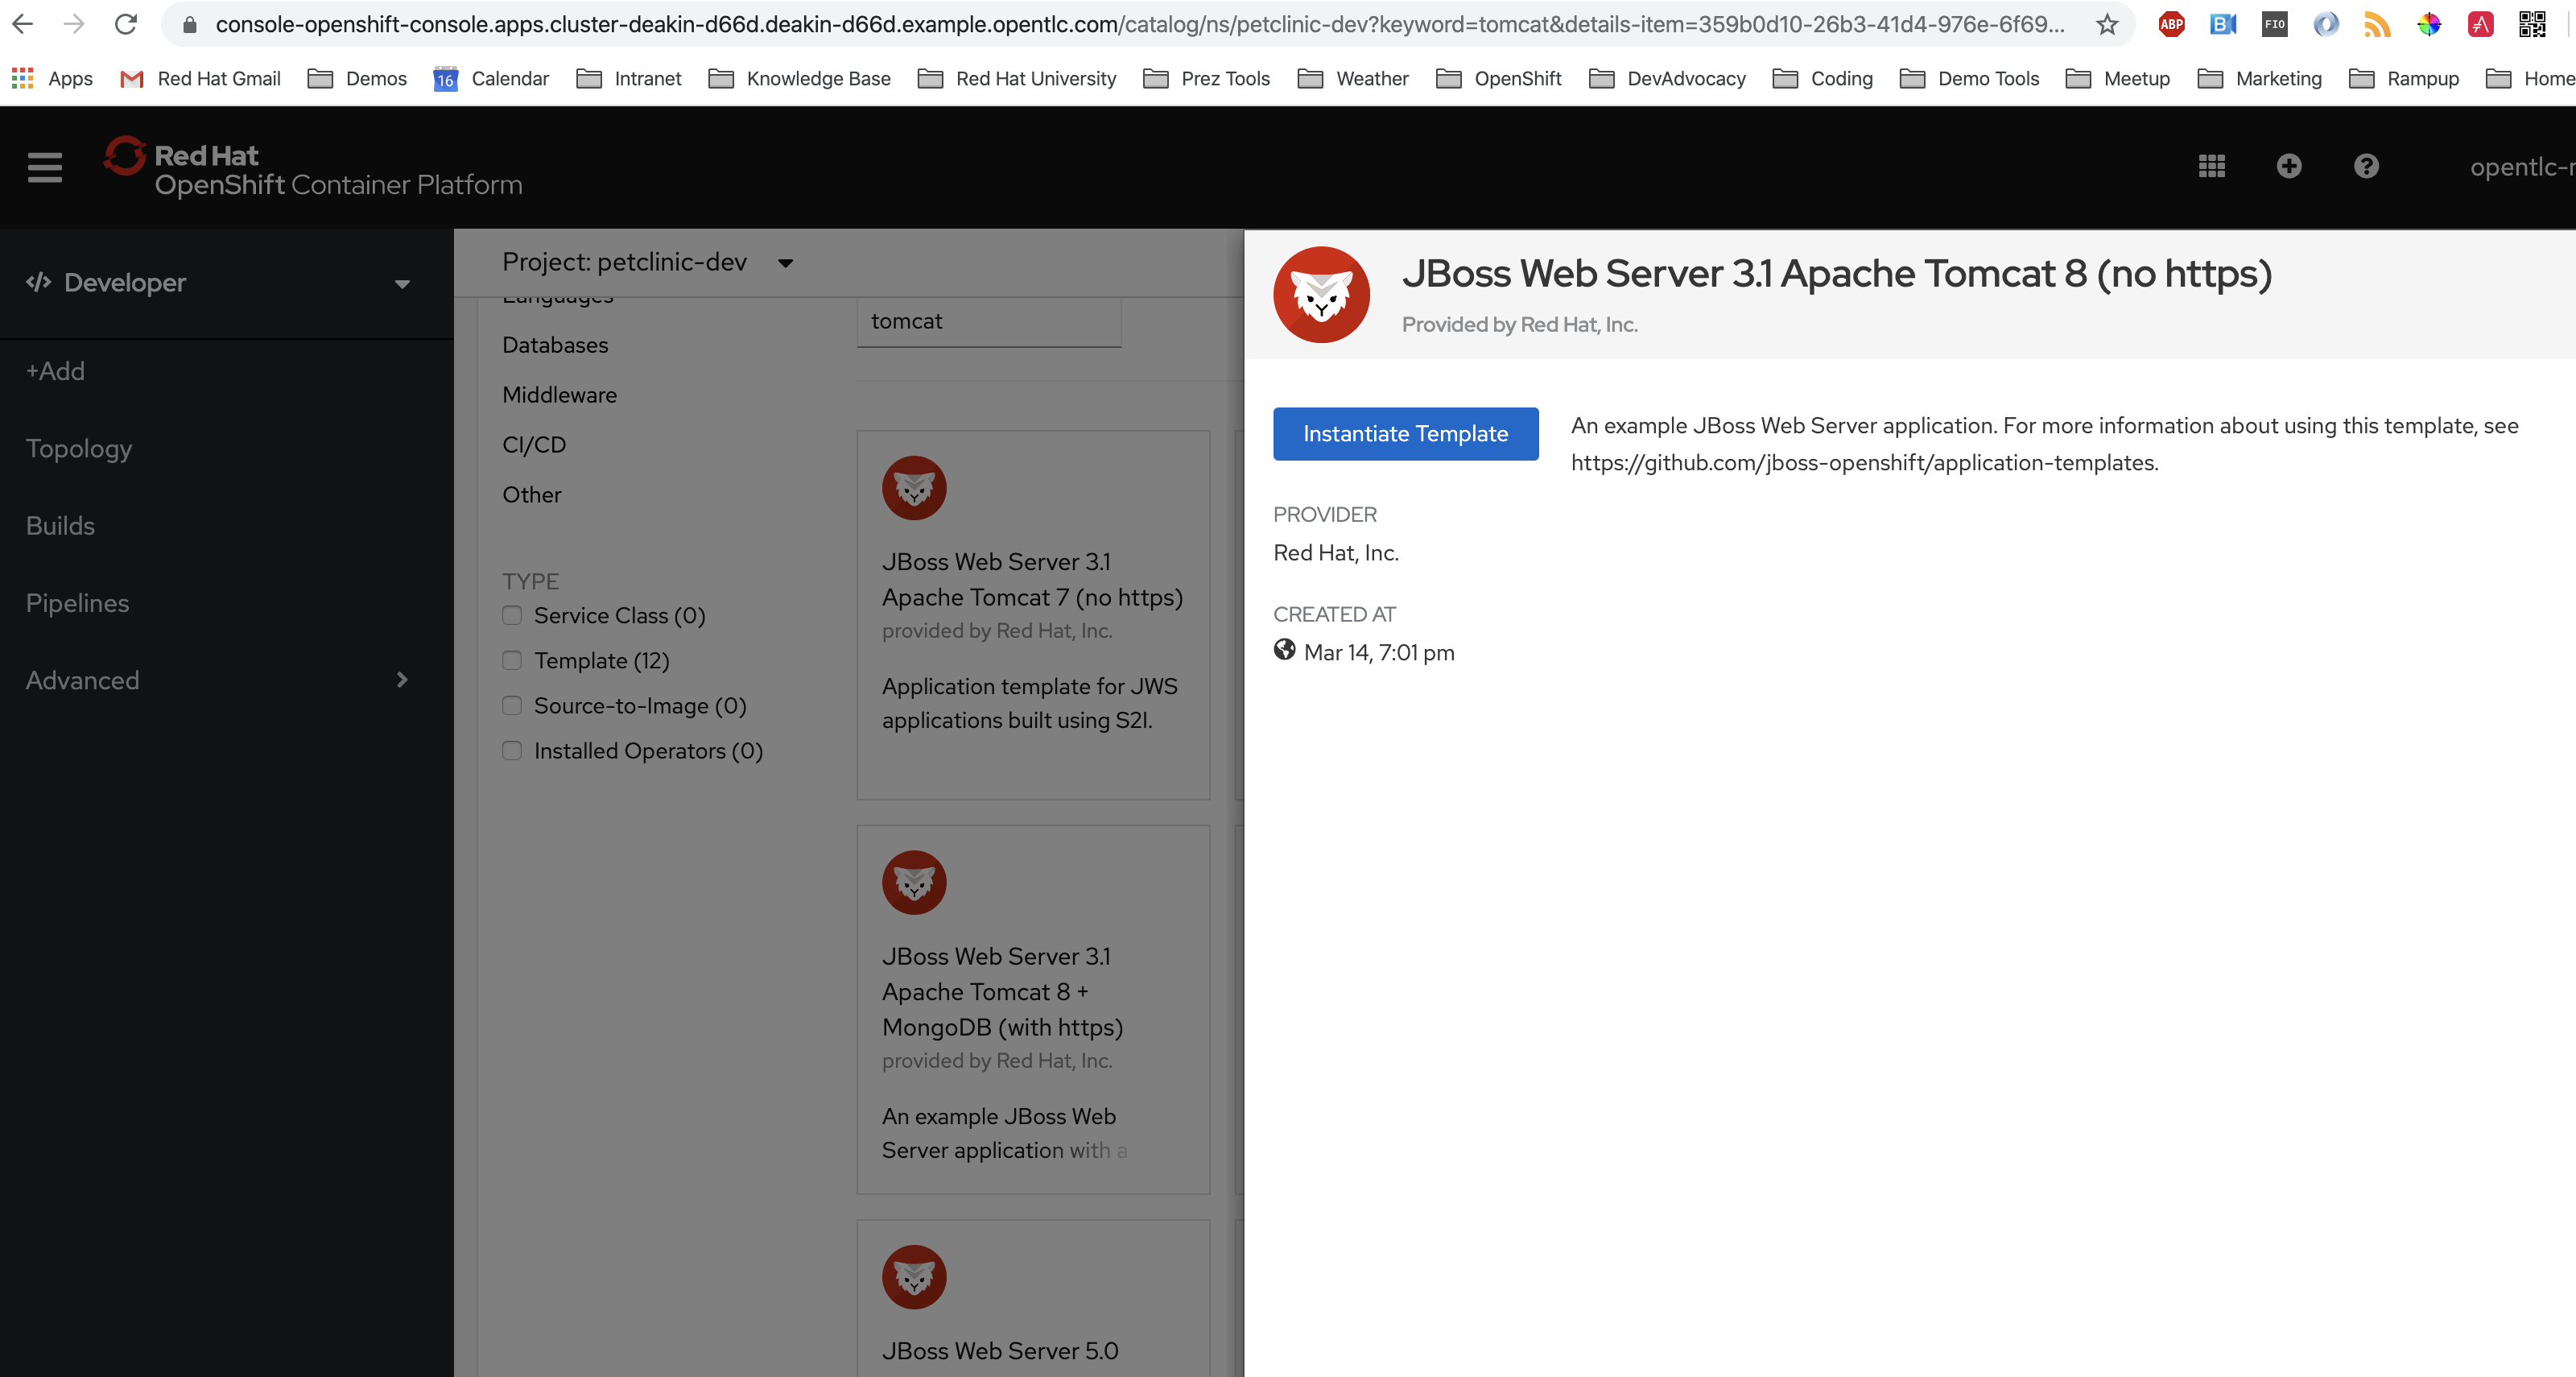 console-openshift-console.apps.cluster-deakin-d66d.deakin-d66d.example.opentlc.com/catalog/ns/petclinic-dev?keyword=tomcat&details-item=359b0d10-26b3-41d4-976e-6f69...
ABP
B
FIO
Apps
Red Hat Gmail
Demos
16
Calendar
Intranet
Knowledge Base
Red Hat University
Prez Tools
Weather
OpenShift
DevAdvocacy
Coding
Demo Tools
Meetup
Marketing
Rampup
Home
Red Hat
OpenShift Container Platform
opentlc-
Developer
+Add
Topology
Builds
Pipelines
Advanced
Project: petclinic-dev
Languages
Databases
Middleware
CI/CD
Other
TYPE
Service Class (0)
Template (12)
Source-to-Image (0)
Installed Operators (0)
tomcat
JBoss Web Server 3.1
Apache Tomcat 7 (no https)
provided by Red Hat, Inc.
Application template for JWS
applications built using S2I.
JBoss Web Server 3.1
Apache Tomcat 8 +
MongoDB (with https)
provided by Red Hat, Inc.
An example JBoss Web
Server application with a
JBoss Web Server 5.0
JBoss Web Server 3.1 Apache Tomcat 8 (no https)
Provided by Red Hat, Inc.
Instantiate Template
An example JBoss Web Server application. For more information about using this template, see
https://github.com/jboss-openshift/application-templates.
PROVIDER
Red Hat, Inc.
CREATED AT
Mar 14, 7:01 pm